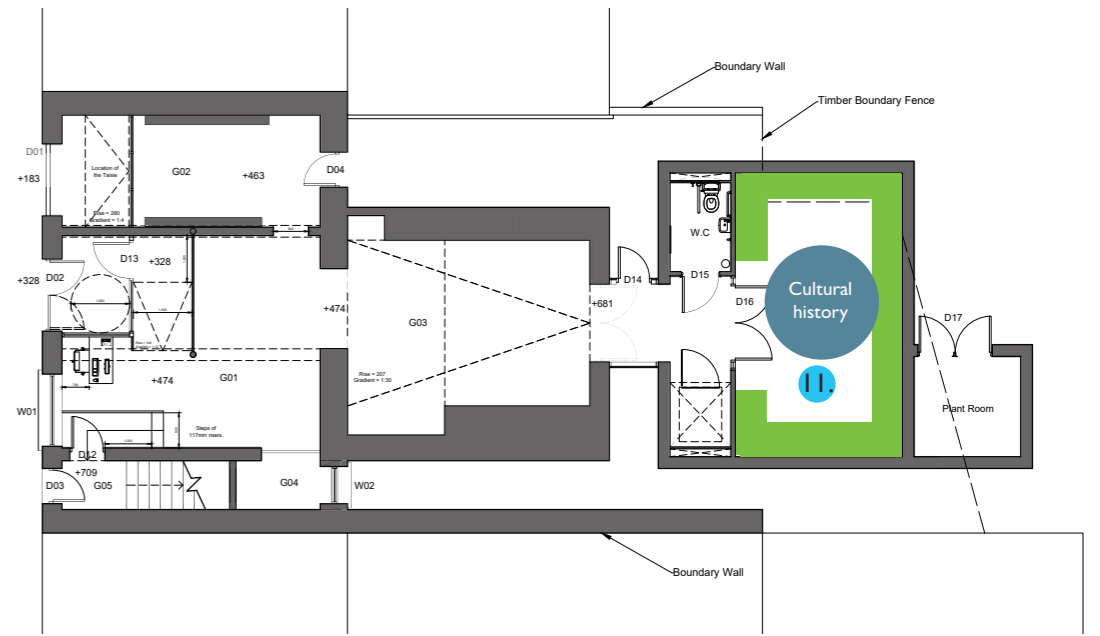 Boundary Wall
Timber Boundary Fence
D01
+183
Location of
the Taisie
G02
+463
D04
Rise = 280
Gradient = 1:4
W.C
D13
+328
+328
D02
D14
D15
D16
Cultural
history
+474
G03
+681
D17
11.
Rise = 207
Gradient = 1:30
+474
G01
W01
Plant Room
Steps of
117mm risers.
D12
+709
D03
G05
G04
W02
Boundary Wall